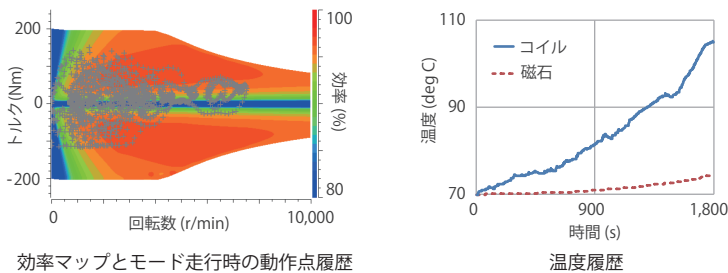 200
0
-200
トルク (Nm)
0
10,000
回転数 (r/min)
100
80
効率 (%)
効率マップとモード走行時の動作点履歴
110
90
70
温度 (deg C)
コイル
磁石
0
900
1,800
時間 (s)
温度履歴